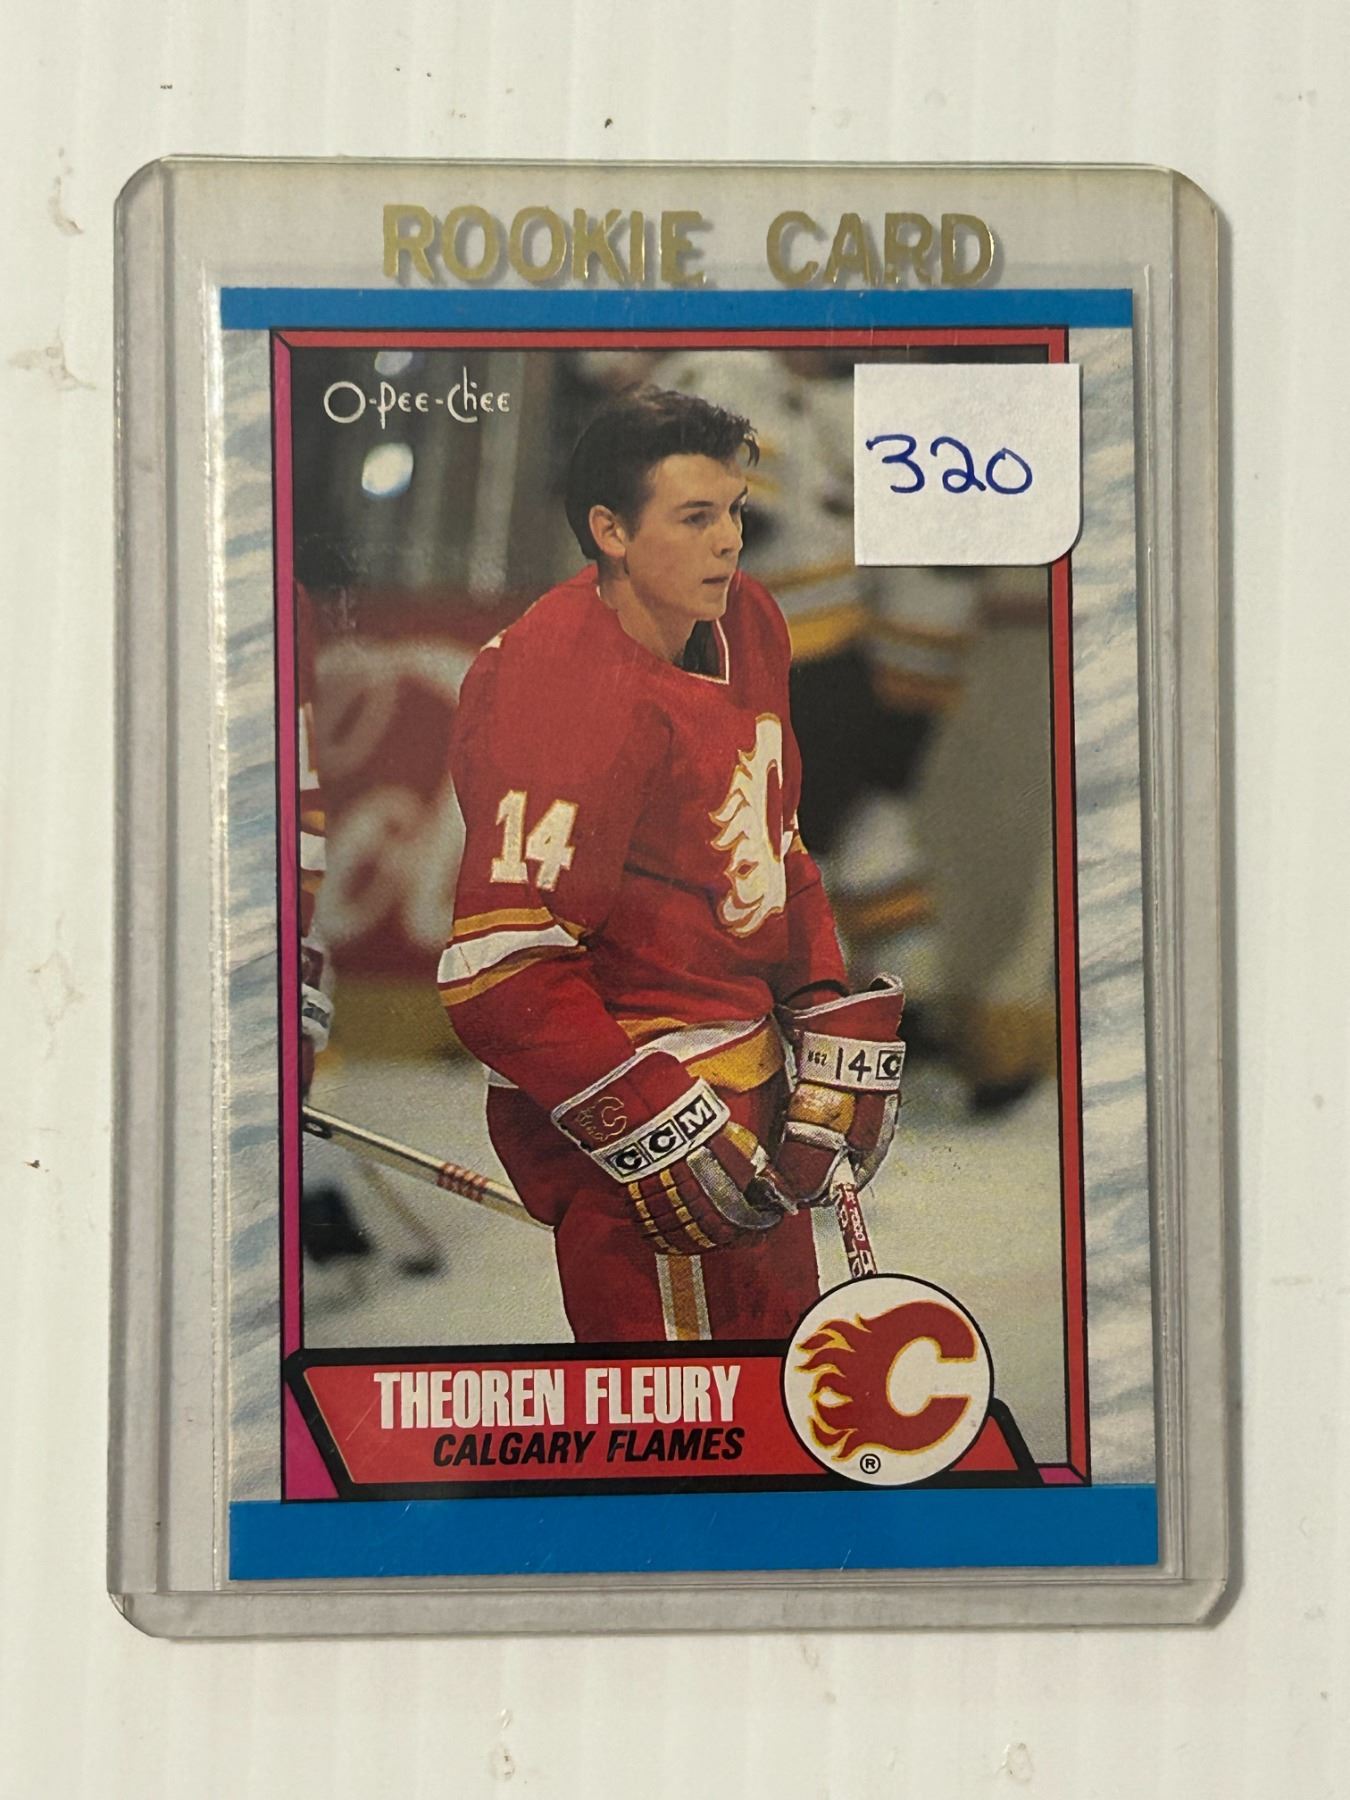 ROOKIE CARD
O-Pee-Chee
320
14
14 C
CCM
THEOREN FLEURY
CALGARY FLAMES
®